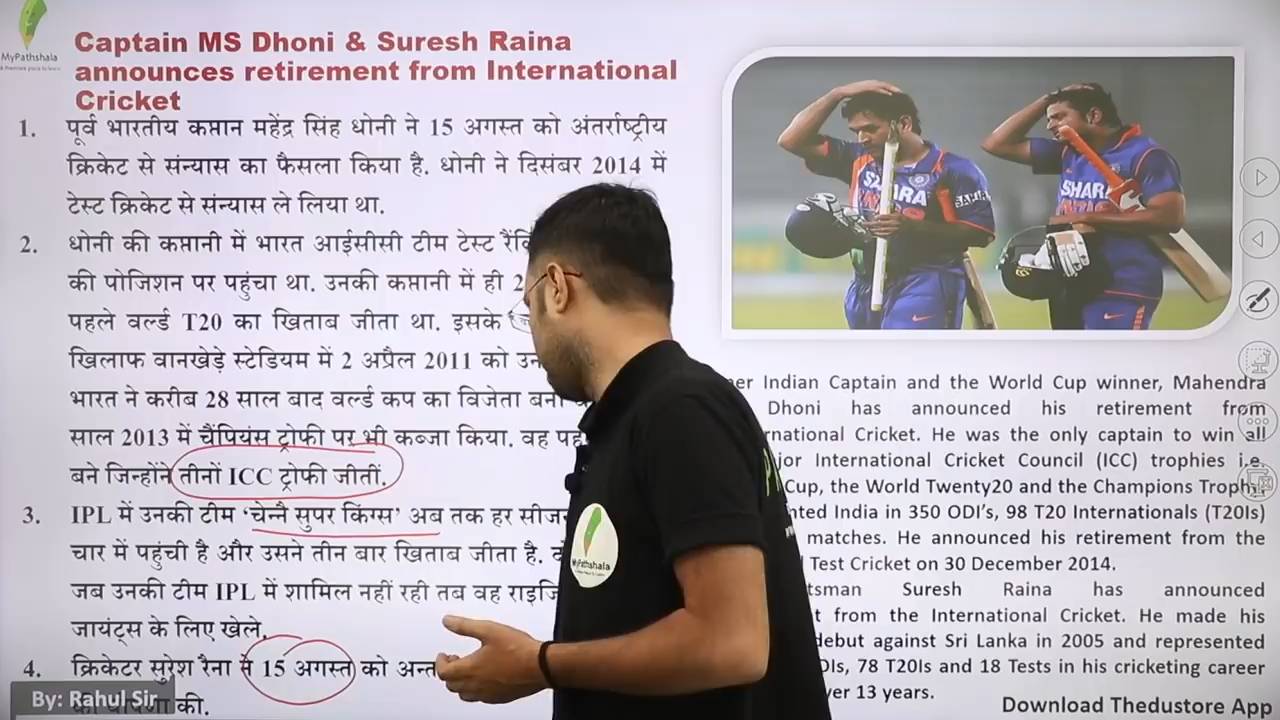 MyPathshala
Captain MS Dhoni & Suresh Raina
announces retirement from International
Cricket
1. पूर्व भारतीय कप्तान महेंद्र सिंह धोनी ने 15 अगस्त को अंतर्राष्ट्रीय
क्रिकेट से संन्यास का फैसला किया है. धोनी ने दिसंबर 2014 में
टेस्ट क्रिकेट से संन्यास ले लिया था.
2. धोनी की कप्तानी में भारत आईसीसी टीम टेस्ट
की पोजिशन पर पहुंचा था. उनकी कप्तानी में ही 2
पहले वर्ल्ड T20 का खिताब जीता था. इसके
खिलाफ वानखेड़े स्टेडियम में 2 अप्रैल 2011 को
भारत ने करीब 28 साल बाद वर्ल्ड कप का विजेता बना
साल 2013 में चैंपियंस ट्रोफी पर भी कब्जा किया. वह
बने जिन्होंने तीनों ICC ट्रोफी जीतीं.
3. IPL में उनकी टीम ‘चेन्नै सुपर किंग्स’ अब तक हर
चार में पहुंची है और उसने तीन बार खिताब जीता है.
जब उनकी टीम IPL में शामिल नहीं रही तब वह
जायंट्स के लिए खेले.
4. क्रिकेटर सुरेश रैना ने 15 अगस्त को
की.
By: Rahul Sir
SAHARA
SAHARA
er Indian Captain and the World Cup winner, Mahendra
Dhoni has announced his retirement from
rnational Cricket. He was the only captain to win all
jor International Cricket Council (ICC) trophies i.e.
Cup, the World Twenty20 and the Champions Trophy.
nted India in 350 ODI’s, 98 T20 Internationals (T20Is)
matches. He announced his retirement from the
Test Cricket on 30 December 2014.
tsman Suresh Raina has announced
t from the International Cricket. He made his
debut against Sri Lanka in 2005 and represented
DIs, 78 T20Is and 18 Tests in his cricketing career
ver 13 years.
Download Thedustore App
MyPathshala